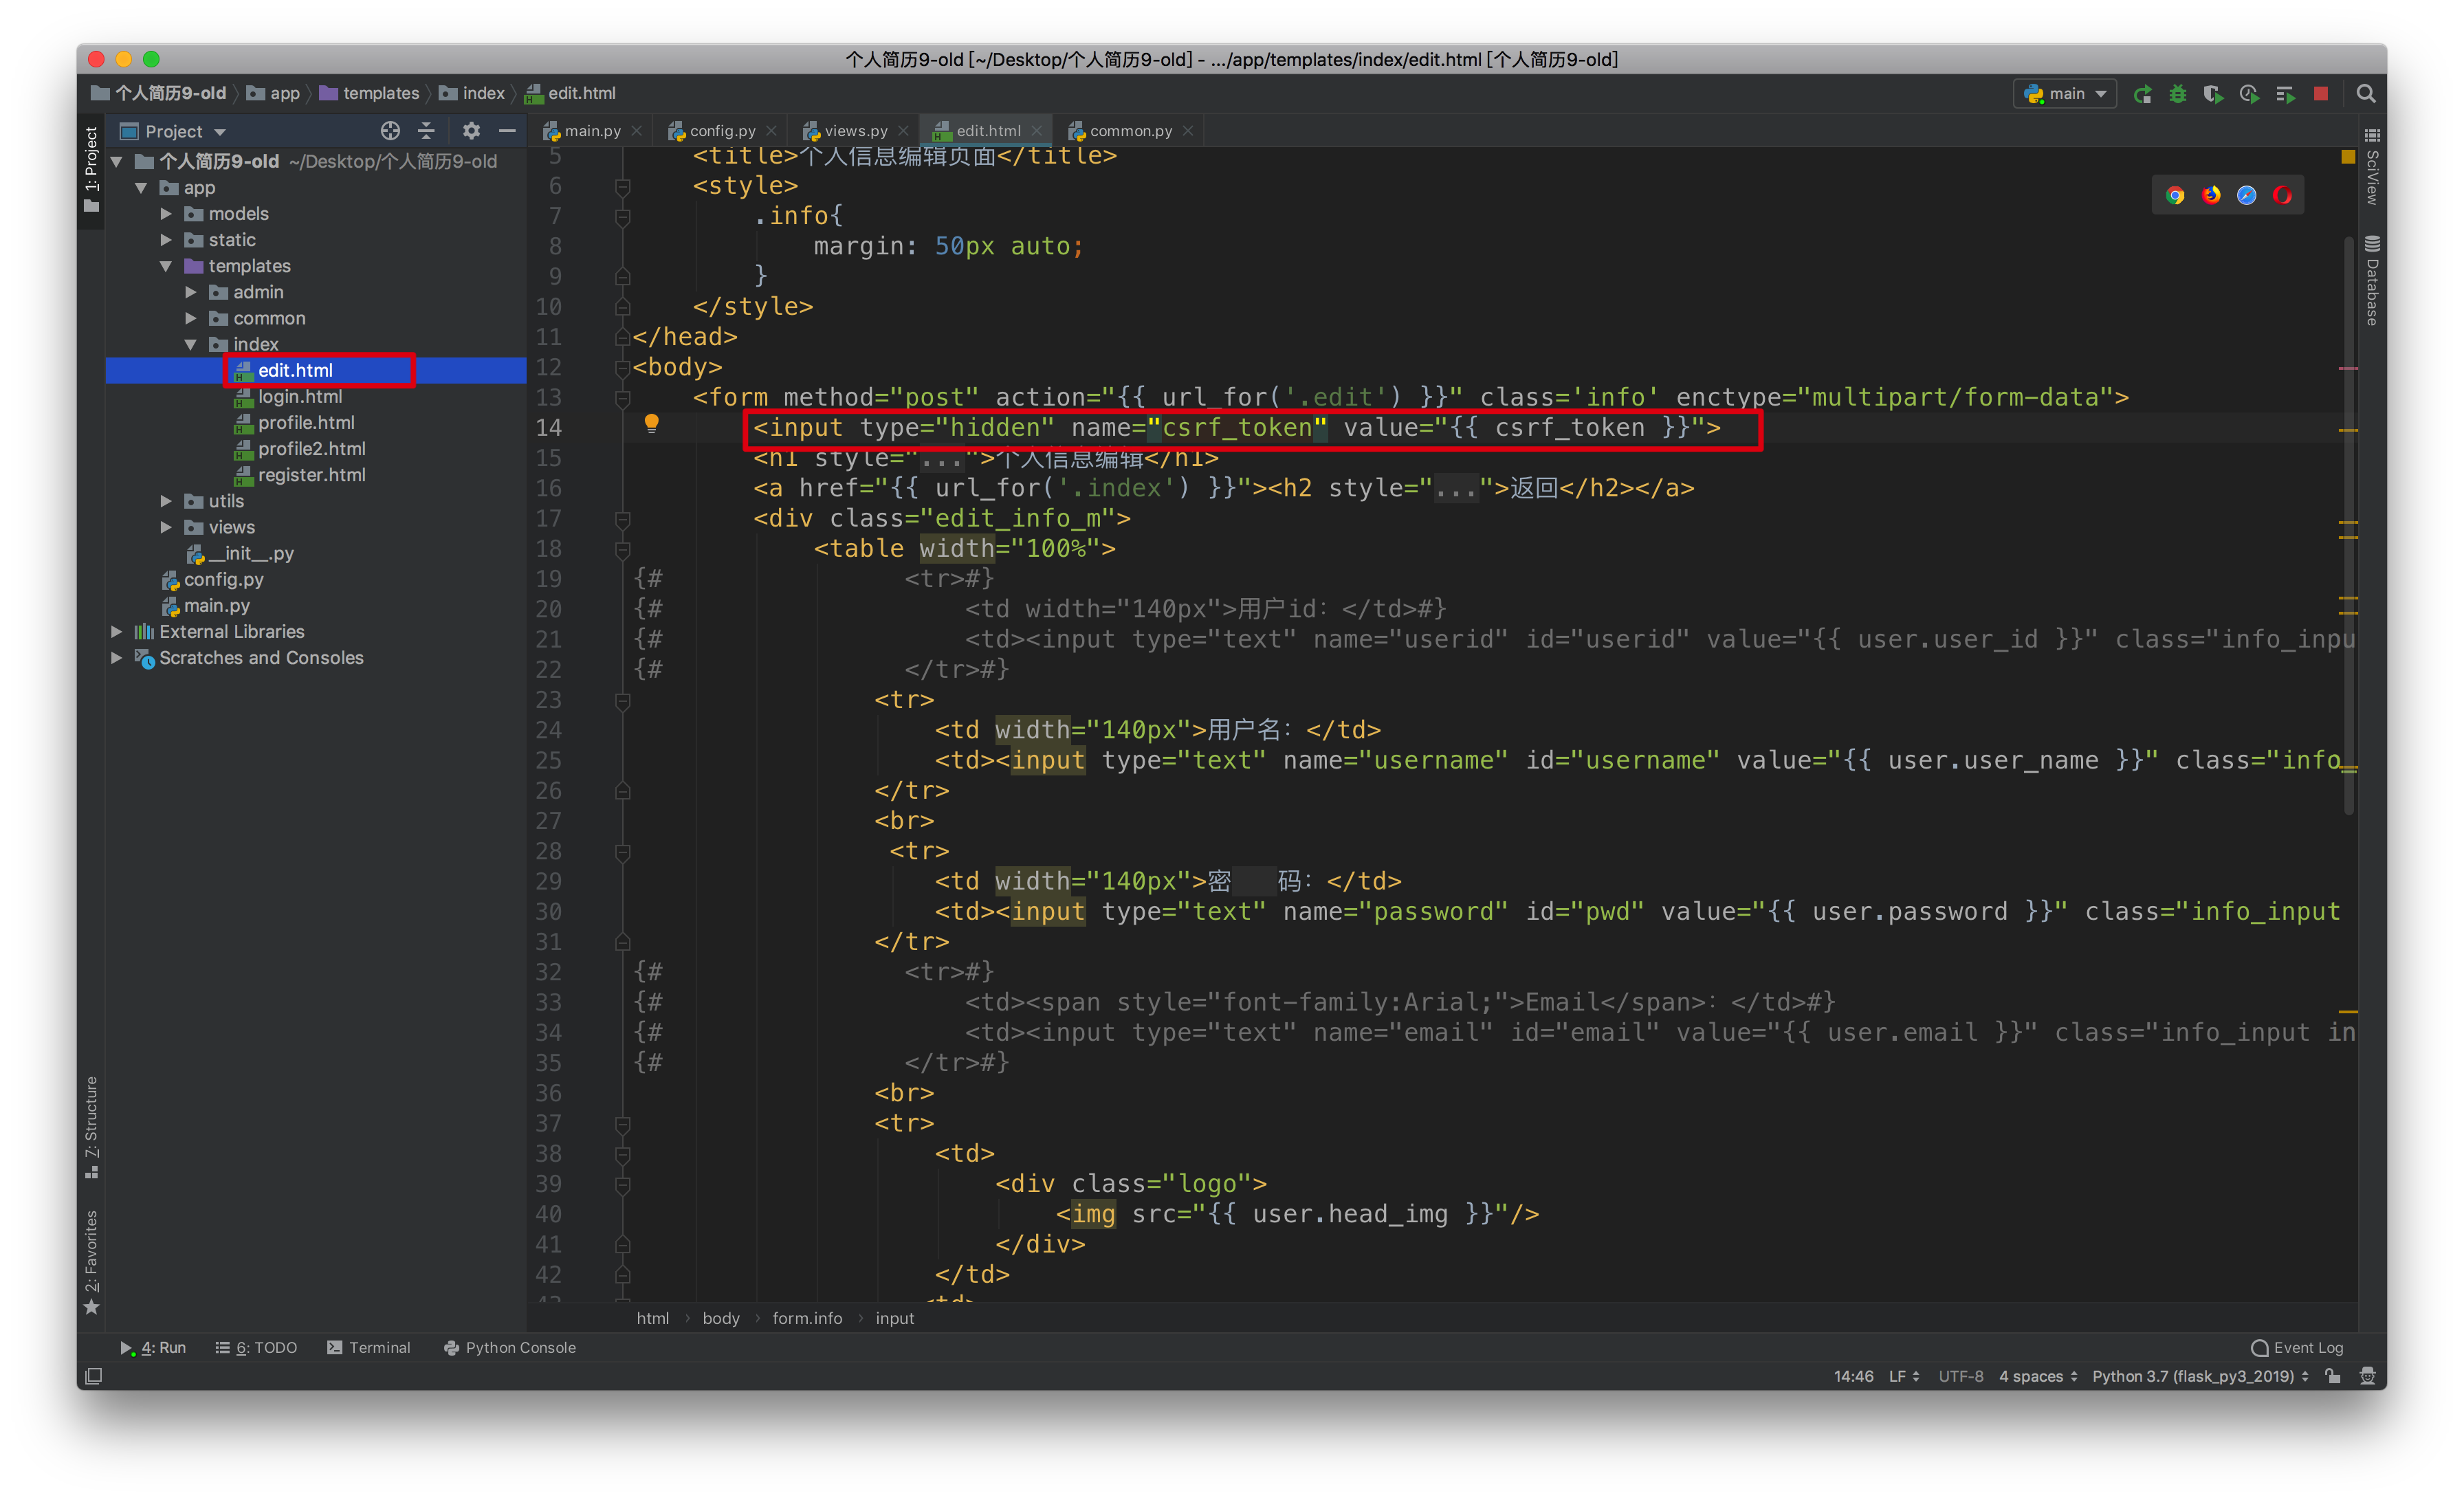 个人简历9-old [~/Desktop/个人简历9-old] - .../app/templates/index/edit.html [个人简历9-old]
个人简历9-old app templates index edit.html main
Project main.py config.py views.py edit.html common.py
1: Project
个人简历9-old ~/Desktop/个人简历9-old
app
models
static
templates
admin
common
index
edit.html
login.html
profile.html
profile2.html
register.html
utils
views
__init__.py
config.py
main.py
External Libraries
Scratches and Consoles
7: Structure
2: Favorites
5 <title>个人信息编辑页面</title>
6 <style>
7 .info{
8 margin: 50px auto;
9 }
10 </style>
11 </head>
12 <body>
13 <form method="post" action="{{ url_for('.edit') }}" class='info' enctype="multipart/form-data">
14 <input type="hidden" name="csrf_token" value="{{ csrf_token }}">
15 <h1 style="...">个人信息编辑</h1>
16 <a href="{{ url_for('.index') }}"><h2 style="...">返回</h2></a>
17 <div class="edit_info_m">
18 <table width="100%">
19 {# <tr>#}
20 {# <td width="140px">用户id：</td>#}
21 {# <td><input type="text" name="userid" id="userid" value="{{ user.user_id }}" class="info_inpu
22 {# </tr>#}
23 <tr>
24 <td width="140px">用户名：</td>
25 <td><input type="text" name="username" id="username" value="{{ user.user_name }}" class="info_
26 </tr>
27 <br>
28 <tr>
29 <td width="140px">密 码：</td>
30 <td><input type="text" name="password" id="pwd" value="{{ user.password }}" class="info_input
31 </tr>
32 {# <tr>#}
33 {# <td><span style="font-family:Arial;">Email</span>：</td>#}
34 {# <td><input type="text" name="email" id="email" value="{{ user.email }}" class="info_input in
35 {# </tr>#}
36 <br>
37 <tr>
38 <td>
39 <div class="logo">
40 <img src="{{ user.head_img }}"/>
41 </div>
42 </td>
43 <td>
SciView
Database
html body form.info input
4: Run 6: TODO Terminal Python Console Event Log
14:46 LF UTF-8 4 spaces Python 3.7 (flask_py3_2019)